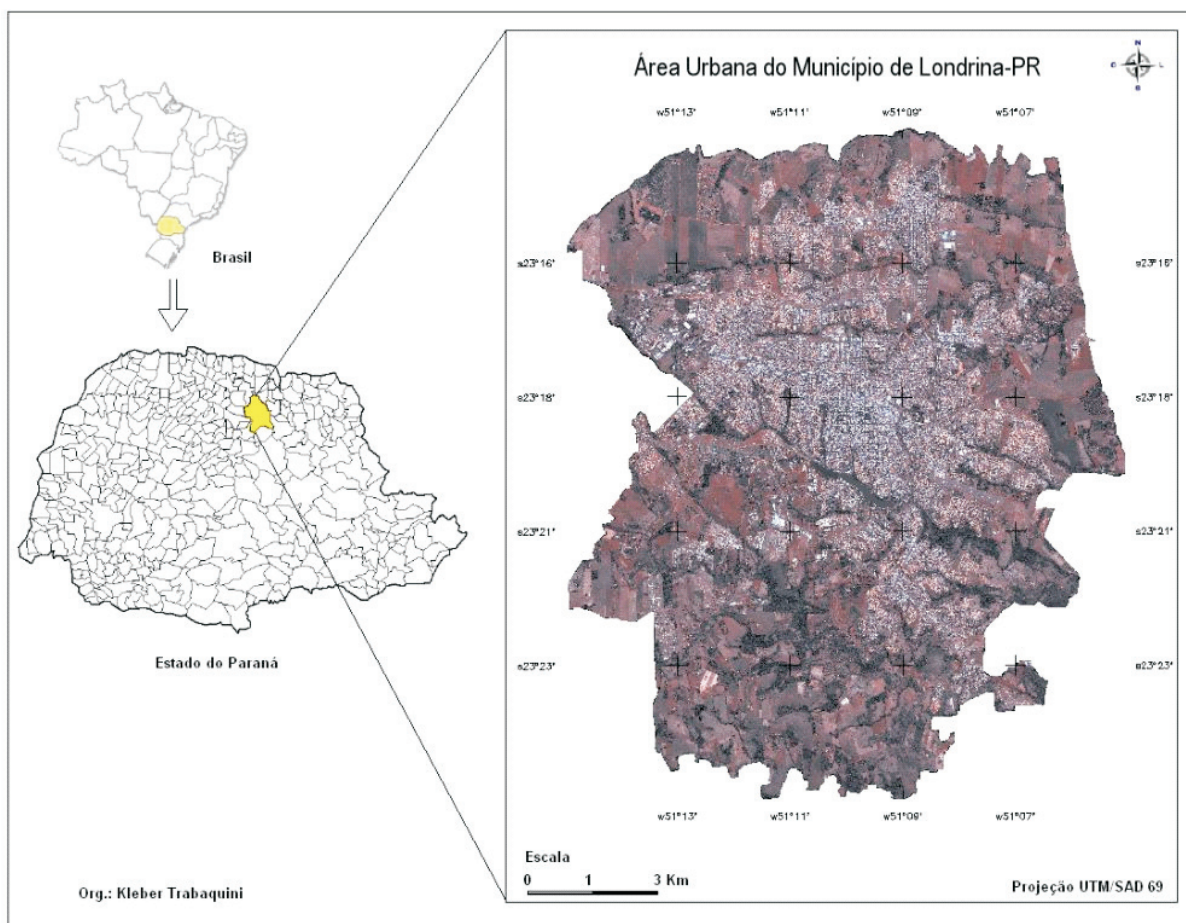 Área Urbana do Município de Londrina-PR
N
O L
S
w51°13' w51°11' w51°09' w51°07'
Brasil
s23°16' s23°16'
s23°18' s23°18'
s23°21' s23°21'
Estado do Paraná
s23°23' s23°23'
w51°13' w51°11' w51°09' w51°07'
Escala
0 1 3 Km
Org.: Kleber Trabaquini
Projeção UTM/SAD 69